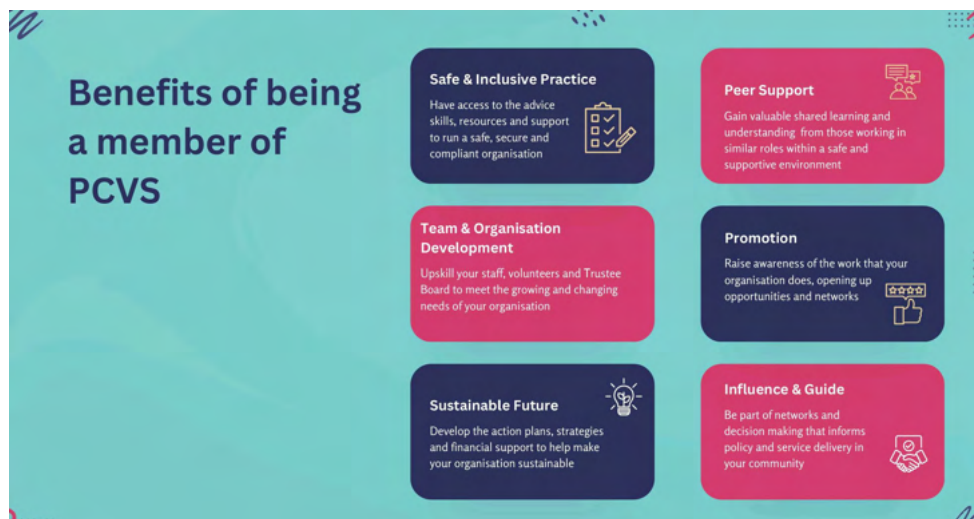 Benefits of being
a member of
PCVS
Safe & Inclusive Practice
Have access to the advice
skills, resources and support
to run a safe, secure and
compliant organisation
Peer Support
Gain valuable shared learning and
understanding from those working in
similar roles within a safe and
supportive environment
Team & Organisation
Development
Upskill your staff, volunteers and Trustee
Board to meet the growing and changing
needs of your organisation
Promotion
Raise awareness of the work that your
organisation does, opening up
opportunities and networks
Sustainable Future
Develop the action plans, strategies
and financial support to help make
your organisation sustainable
Influence & Guide
Be part of networks and
decision making that informs
policy and service delivery in
your community